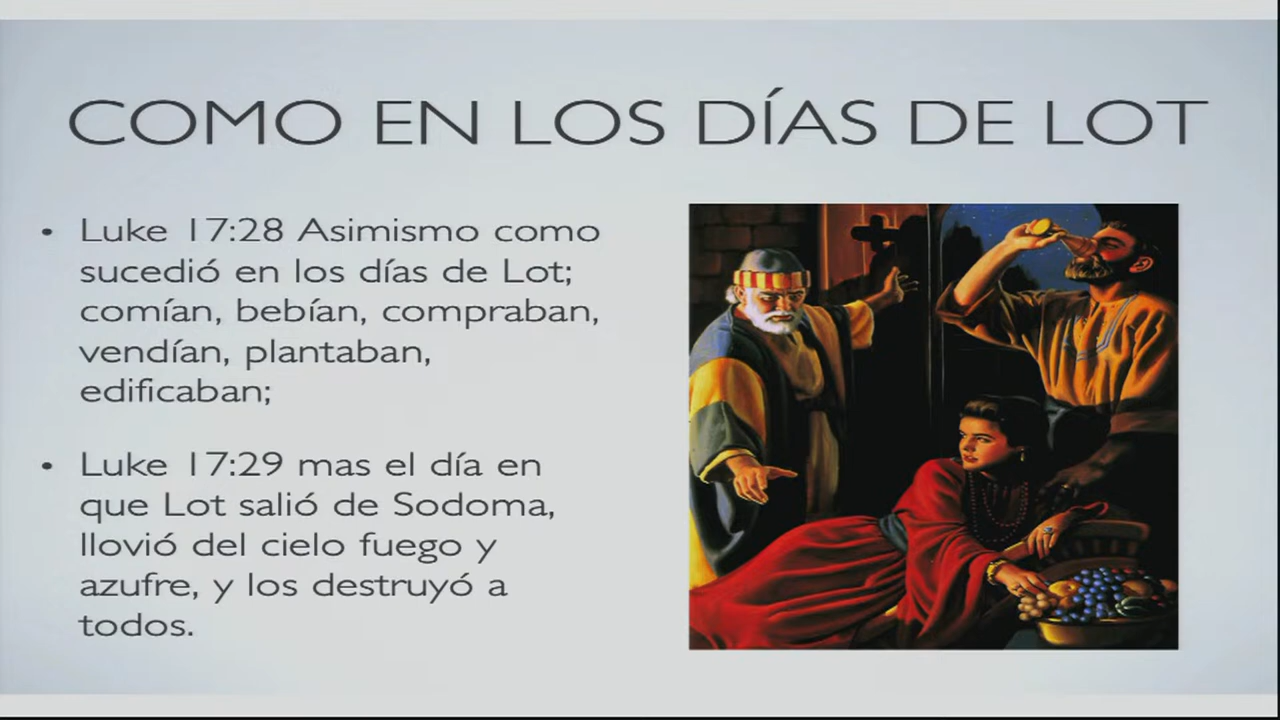 COMO EN LOS DÍAS DE LOT
• Luke 17:28 Asimismo como
sucedió en los días de Lot;
comían, bebían, compraban,
vendían, plantaban,
edificaban;
• Luke 17:29 mas el día en
que Lot salió de Sodoma,
llovió del cielo fuego y
azufre, y los destruyó a
todos.